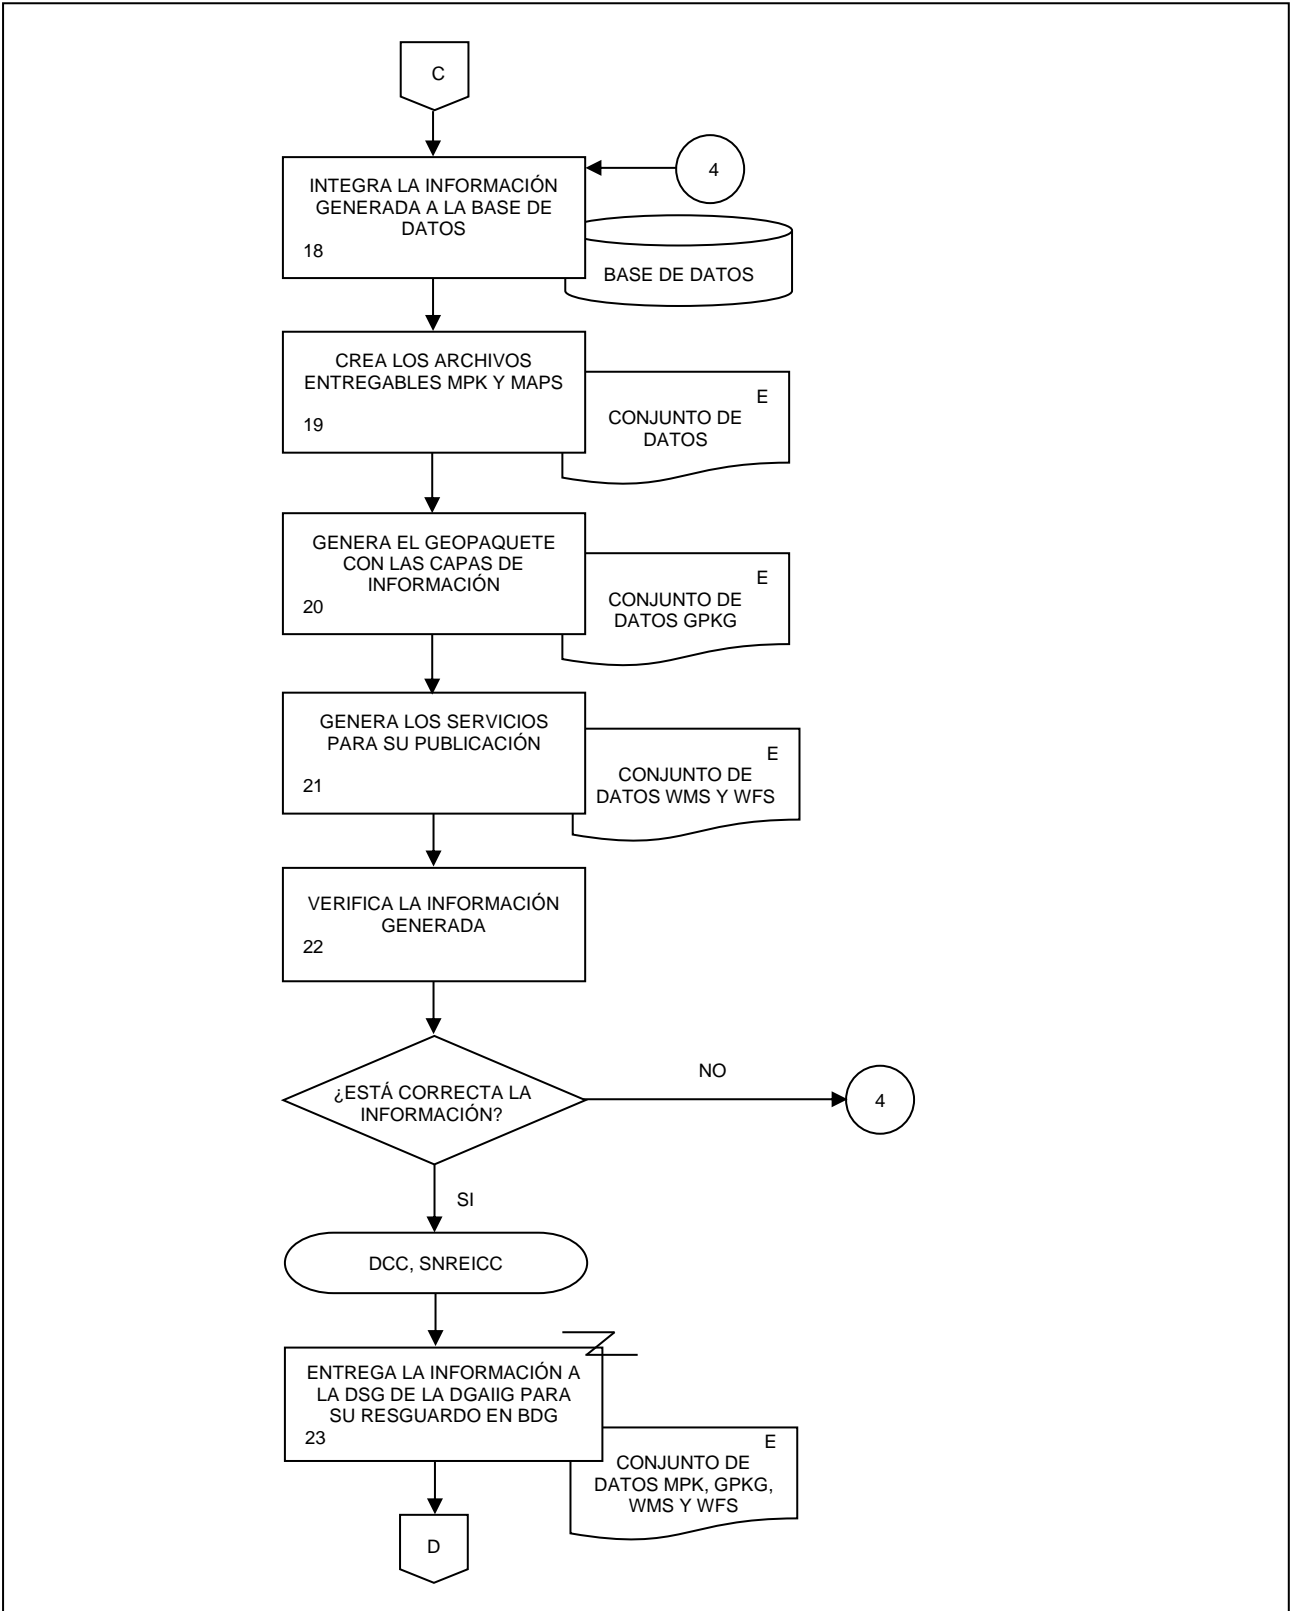 C
4
INTEGRA LA INFORMACIÓN
GENERADA A LA BASE DE
DATOS
18
BASE DE DATOS
CREA LOS ARCHIVOS
ENTREGABLES MPK Y MAPS
19
E
CONJUNTO DE
DATOS
GENERA EL GEOPAQUETE
CON LAS CAPAS DE
INFORMACIÓN
20
E
CONJUNTO DE
DATOS GPKG
GENERA LOS SERVICIOS
PARA SU PUBLICACIÓN
21
E
CONJUNTO DE
DATOS WMS Y WFS
VERIFICA LA INFORMACIÓN
GENERADA
22
¿ESTÁ CORRECTA LA
INFORMACIÓN?
NO
4
SI
DCC, SNREICC
ENTREGA LA INFORMACIÓN A
LA DSG DE LA DGAIIG PARA
SU RESGUARDO EN BDG
23
E
CONJUNTO DE
DATOS MPK, GPKG,
WMS Y WFS
D